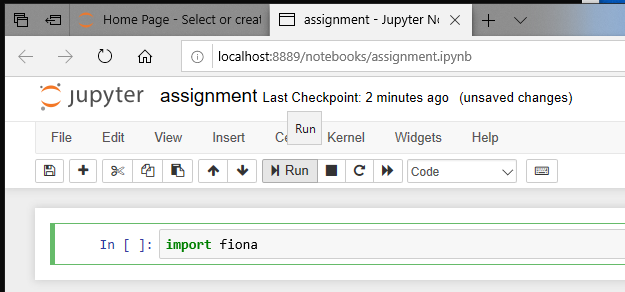 Home Page - Select or creat
assignment - Jupyter No
localhost:8889/notebooks/assignment.ipynb
jupyter assignment Last Checkpoint: 2 minutes ago (unsaved changes)
Run
File Edit View Insert Kernel Widgets Help
Run Code
In [ ]: import fiona